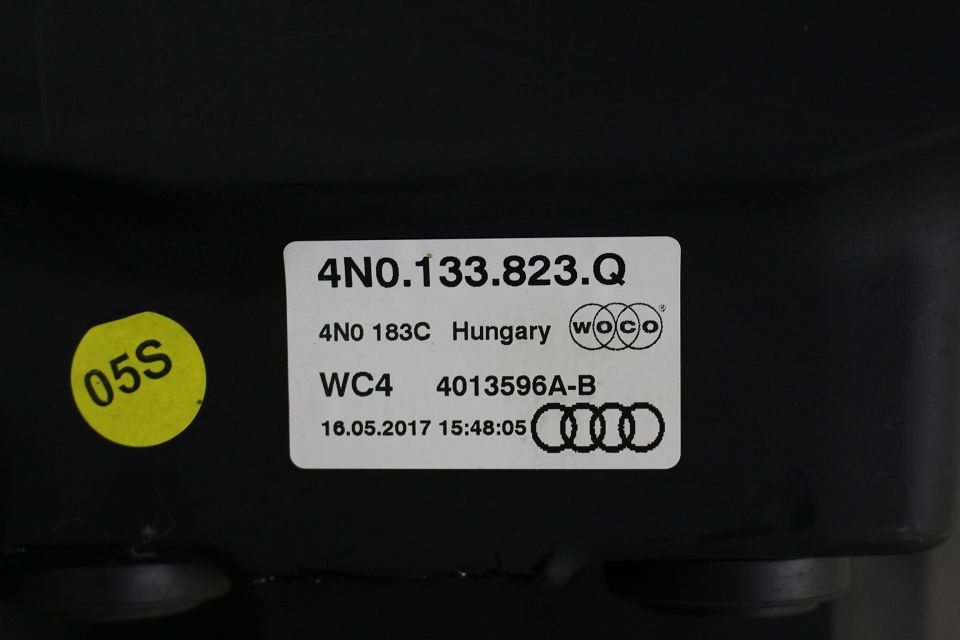 4N0.133.823.Q
4N0 183C Hungary WOCO®
WC4 4013596A-B
16.05.2017 15:48:05
05S